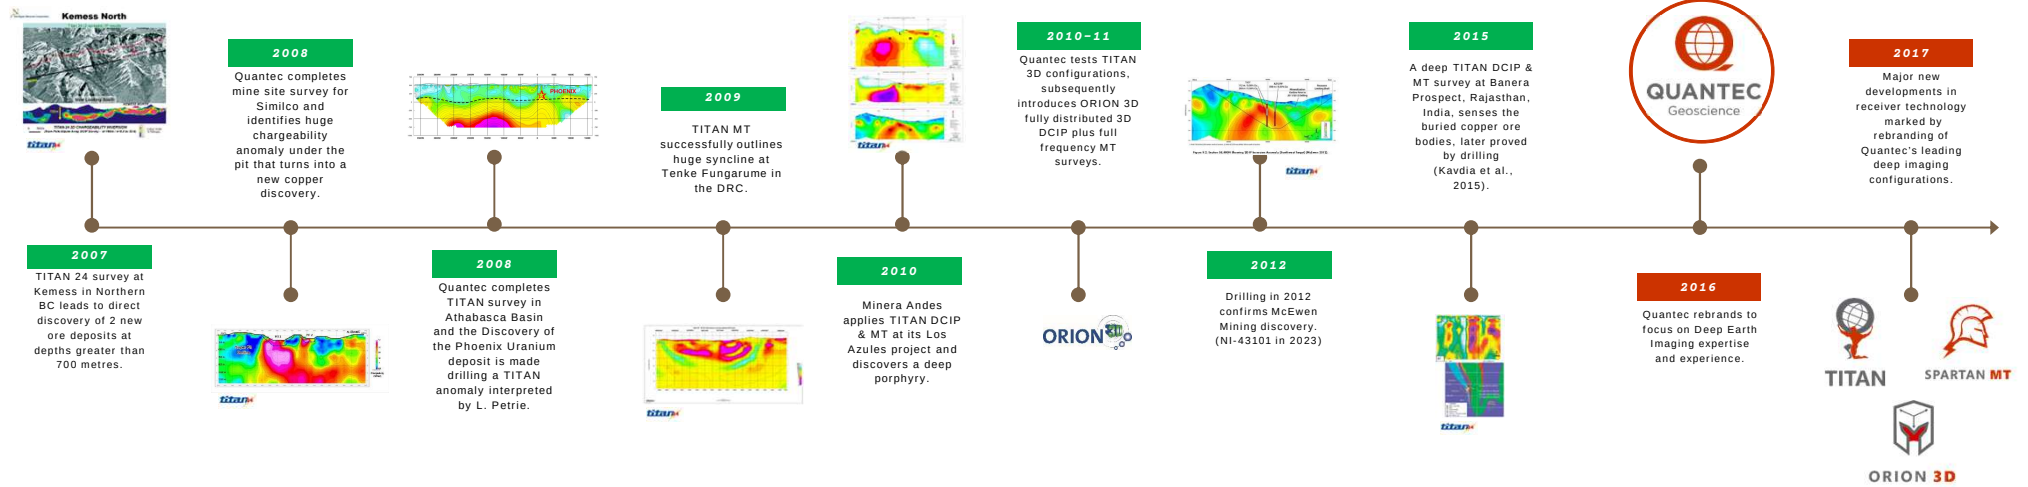 Kemess North
titan24
2007
TITAN 24 survey at
Kemess in Northern
BC leads to direct
discovery of 2 new
ore deposits at
depths greater than
700 metres.
2008
Quantec completes
mine site survey for
Similco and
identifies huge
chargeability
anomaly under the
pit that turns into a
new copper
discovery.
titan24
PHOENIX
2008
Quantec completes
TITAN survey in
Athabasca Basin
and the Discovery of
the Phoenix Uranium
deposit is made
drilling a TITAN
anomaly interpreted
by L. Petrie.
2009
TITAN MT
successfully outlines
huge syncline at
Tenke Fungarume in
the DRC.
titan24
titan24
2010
Minera Andes
applies TITAN DCIP
& MT at its Los
Azules project and
discovers a deep
porphyry.
2010-11
Quantec tests TITAN
3D configurations,
subsequently
introduces ORION 3D
fully distributed 3D
DCIP plus full
frequency MT
surveys.
ORION 3D
titan24
2012
Drilling in 2012
confirms McEwen
Mining discovery.
(NI-43101 in 2023)
2015
A deep TITAN DCIP &
MT survey at Banera
Prospect, Rajasthan,
India, senses the
buried copper ore
bodies, later proved
by drilling
(Kavdia et al.,
2015).
titan24
QUANTEC
Geoscience
2016
Quantec rebrands to
focus on Deep Earth
Imaging expertise
and experience.
2017
Major new
developments in
receiver technology
marked by
rebranding of
Quantec's leading
deep imaging
configurations.
TITAN
SPARTAN MT
ORION 3D